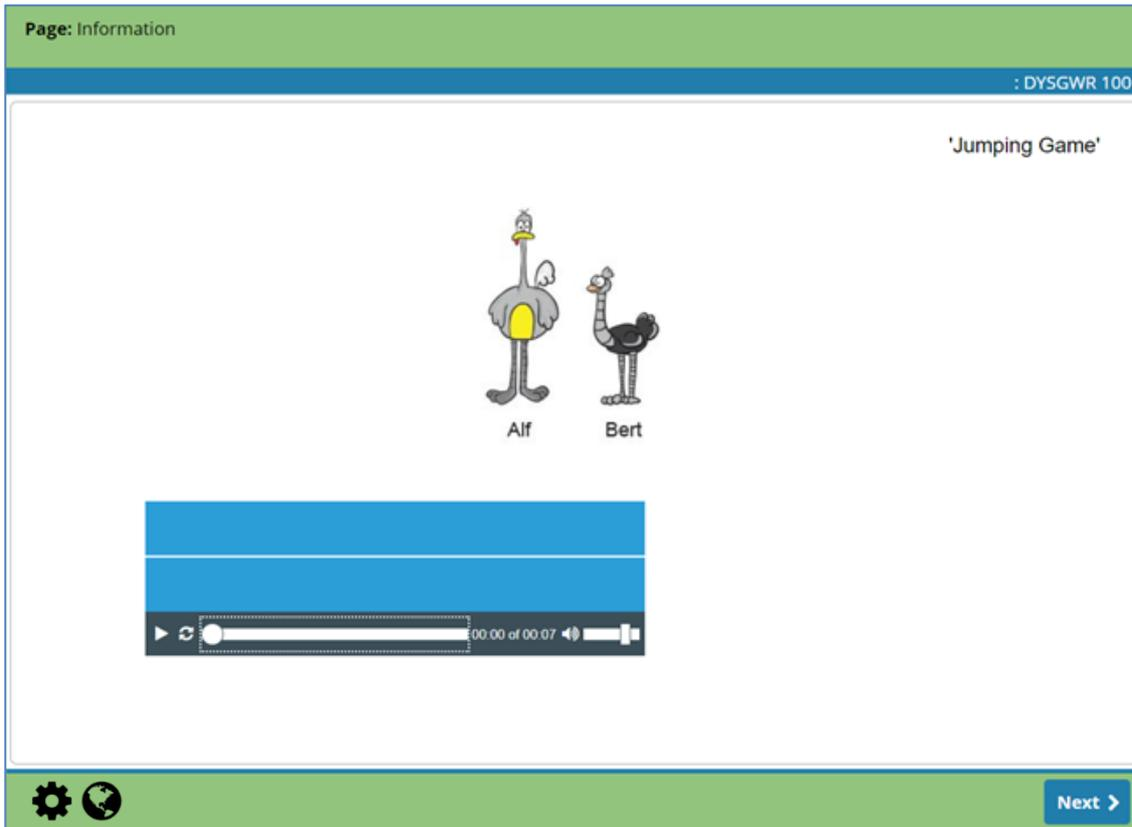 Page: Information
: DYSGWR 100
'Jumping Game'
Alf Bert
00:00 of 00:07
Next